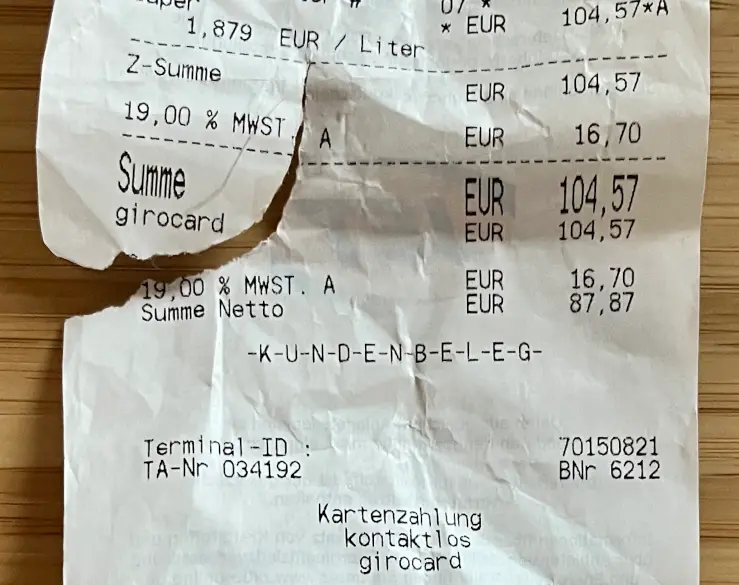 07 *
1,879 EUR / Liter * EUR 104,57*A
Z-Summe EUR 104,57
19,00 % MWST. A EUR 16,70
Summe EUR 104,57
girocard EUR 104,57
19,00 % MWST. A EUR 16,70
Summe Netto EUR 87,87
-K-U-N-D-E-N-B-E-L-E-G-
Terminal-ID : 70150821
TA-Nr 034192 BNr 6212
Kartenzahlung
kontaktlos
girocard